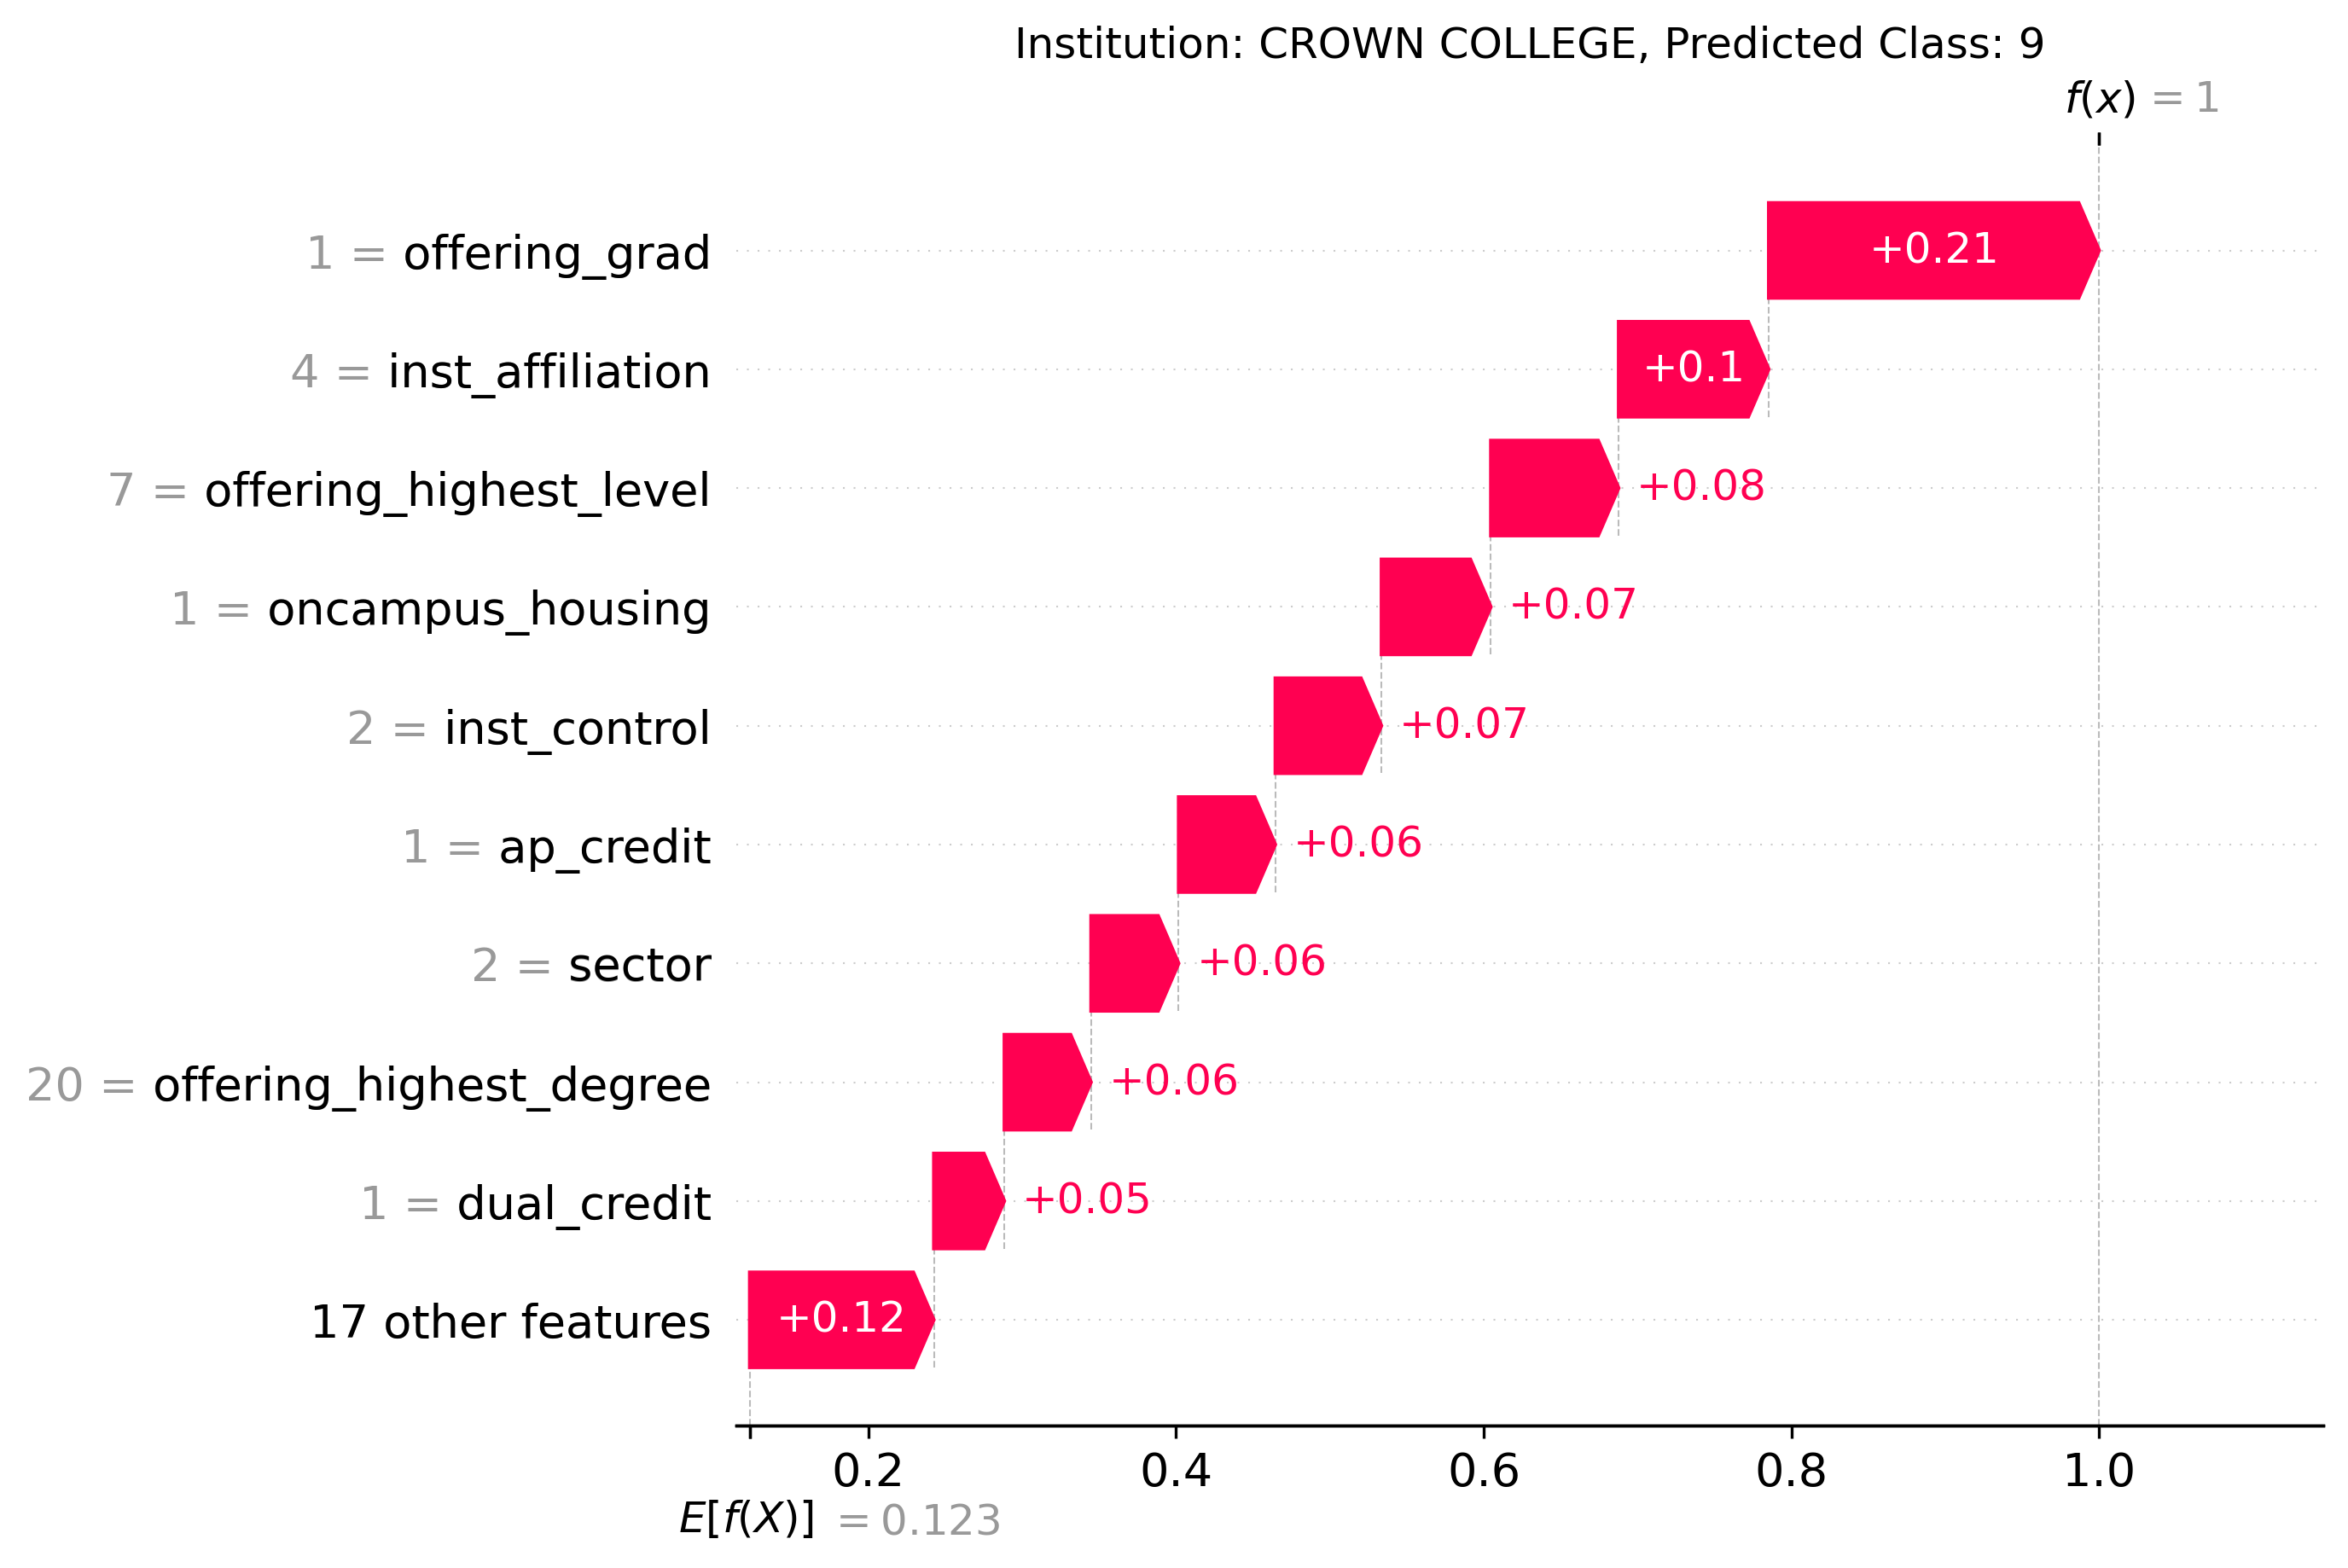 Institution: CROWN COLLEGE, Predicted Class: 9
f(x) = 1
1 = offering_grad +0.21
4 = inst_affiliation +0.1
7 = offering_highest_level +0.08
1 = oncampus_housing +0.07
2 = inst_control +0.07
1 = ap_credit +0.06
2 = sector +0.06
20 = offering_highest_degree +0.06
1 = dual_credit +0.05
17 other features +0.12
0.2 0.4 0.6 0.8 1.0
E[f(X)] = 0.123